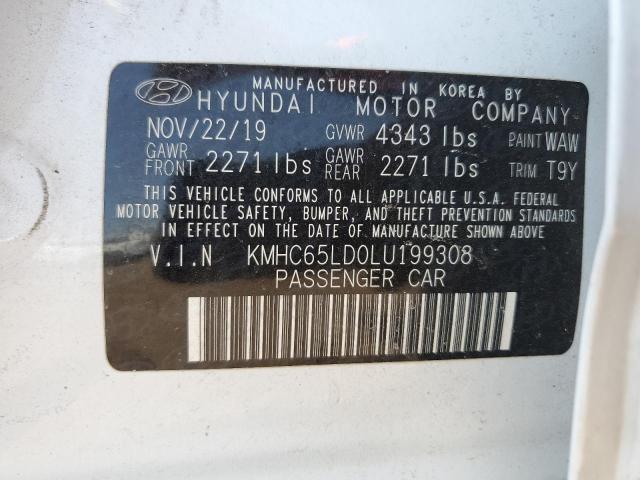 MANUFACTURED IN KOREA BY
HYUNDAI MOTOR COMPANY
NOV/22/19 GVWR 4343 lbs PAINT WAW
GAWR FRONT 2271 lbs GAWR REAR 2271 lbs TRIM T9Y
THIS VEHICLE CONFORMS TO ALL APPLICABLE U.S.A. FEDERAL
MOTOR VEHICLE SAFETY, BUMPER, AND THEFT PREVENTION
STANDARDS IN EFFECT ON THE DATE OF MANUFACTURE SHOWN ABOVE
V.I.N KMHC65LD0LU199308
PASSENGER CAR